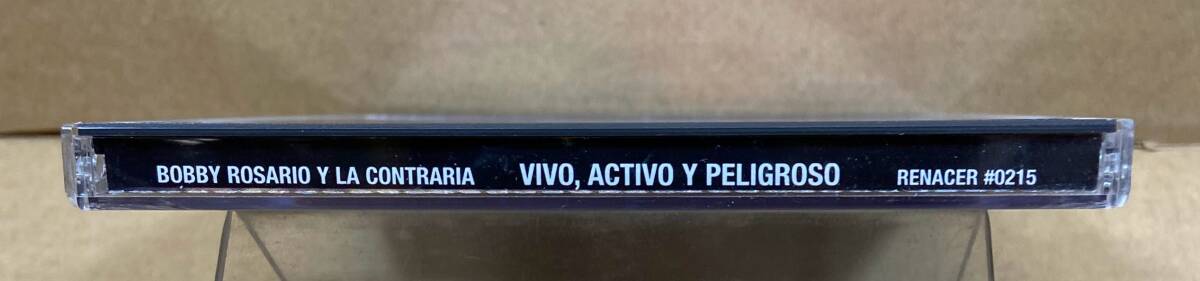 BOBBY ROSARIO Y LA CONTRARIA VIVO, ACTIVO Y PELIGROSO RENACER #0215